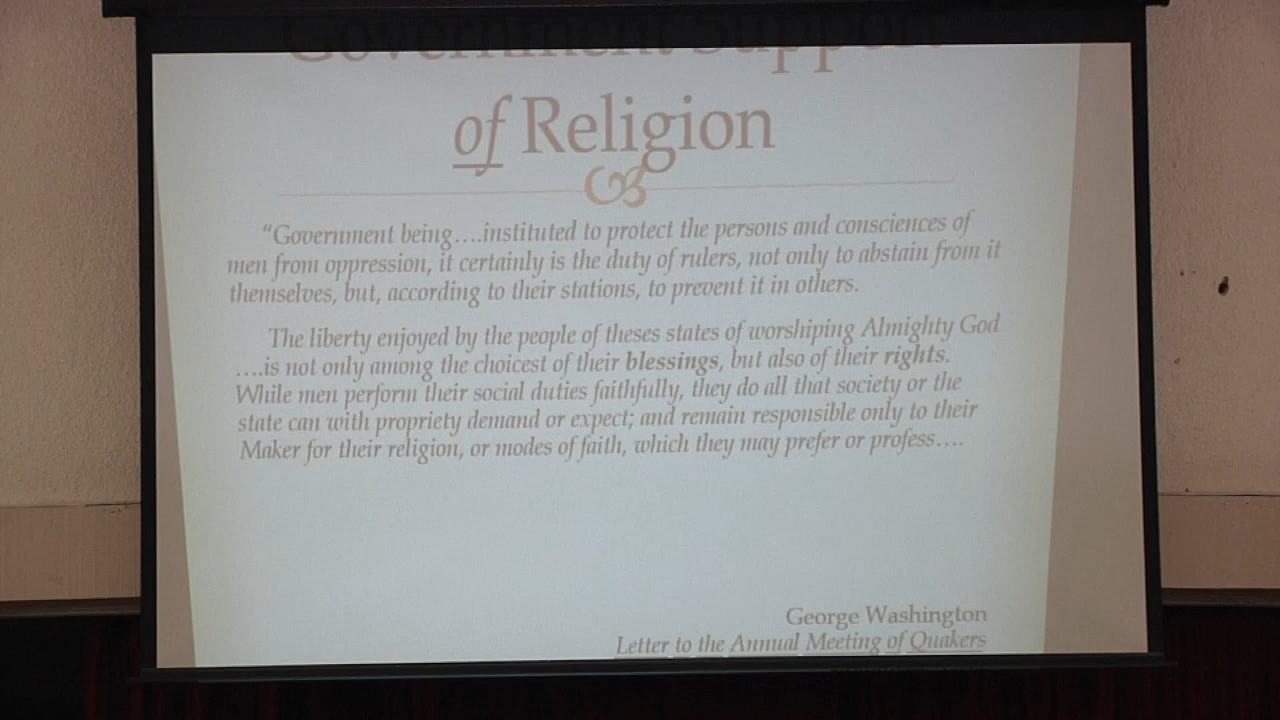 Government Support
of Religion
“Government being….instituted to protect the persons and consciences of
men from oppression, it certainly is the duty of rulers, not only to abstain from it
themselves, but, according to their stations, to prevent it in others.
The liberty enjoyed by the people of theses states of worshiping Almighty God
….is not only among the choicest of their blessings, but also of their rights.
While men perform their social duties faithfully, they do all that society or the
state can with propriety demand or expect; and remain responsible only to their
Maker for their religion, or modes of faith, which they may prefer or profess….
George Washington
Letter to the Annual Meeting of Quakers